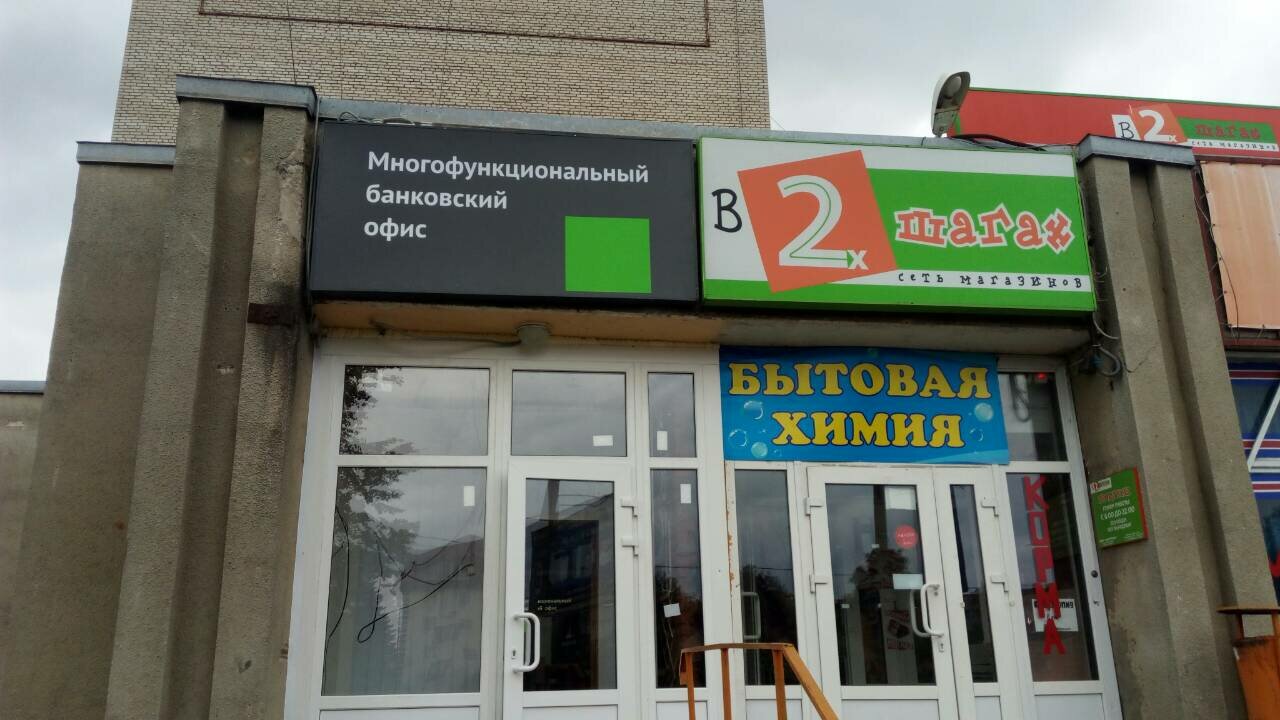 Многофункциональный
банковский
офис
В 2х шагах
сеть магазинов
В 2х шагах
сеть магазинов
БЫТОВАЯ
ХИМИЯ
КОРМА